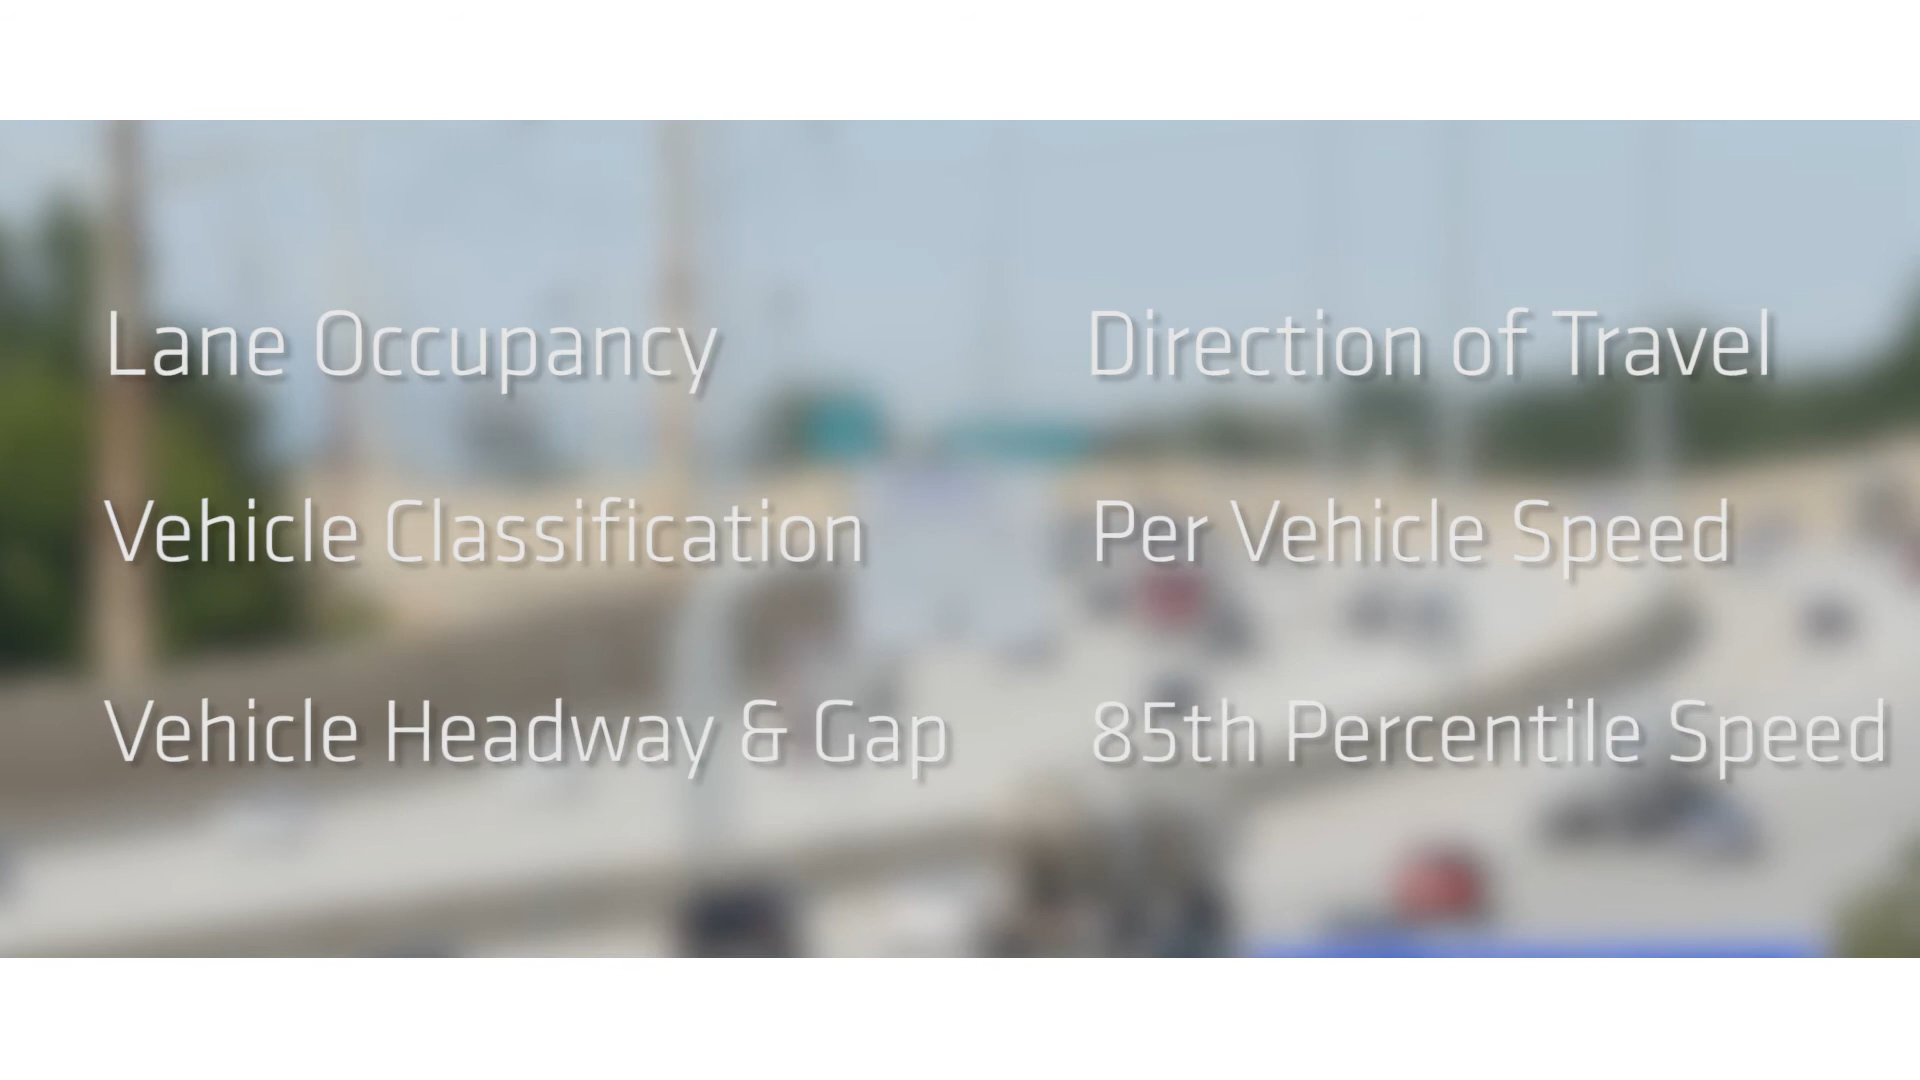 Lane Occupancy
Direction of Travel
Vehicle Classification
Per Vehicle Speed
Vehicle Headway & Gap
85th Percentile Speed